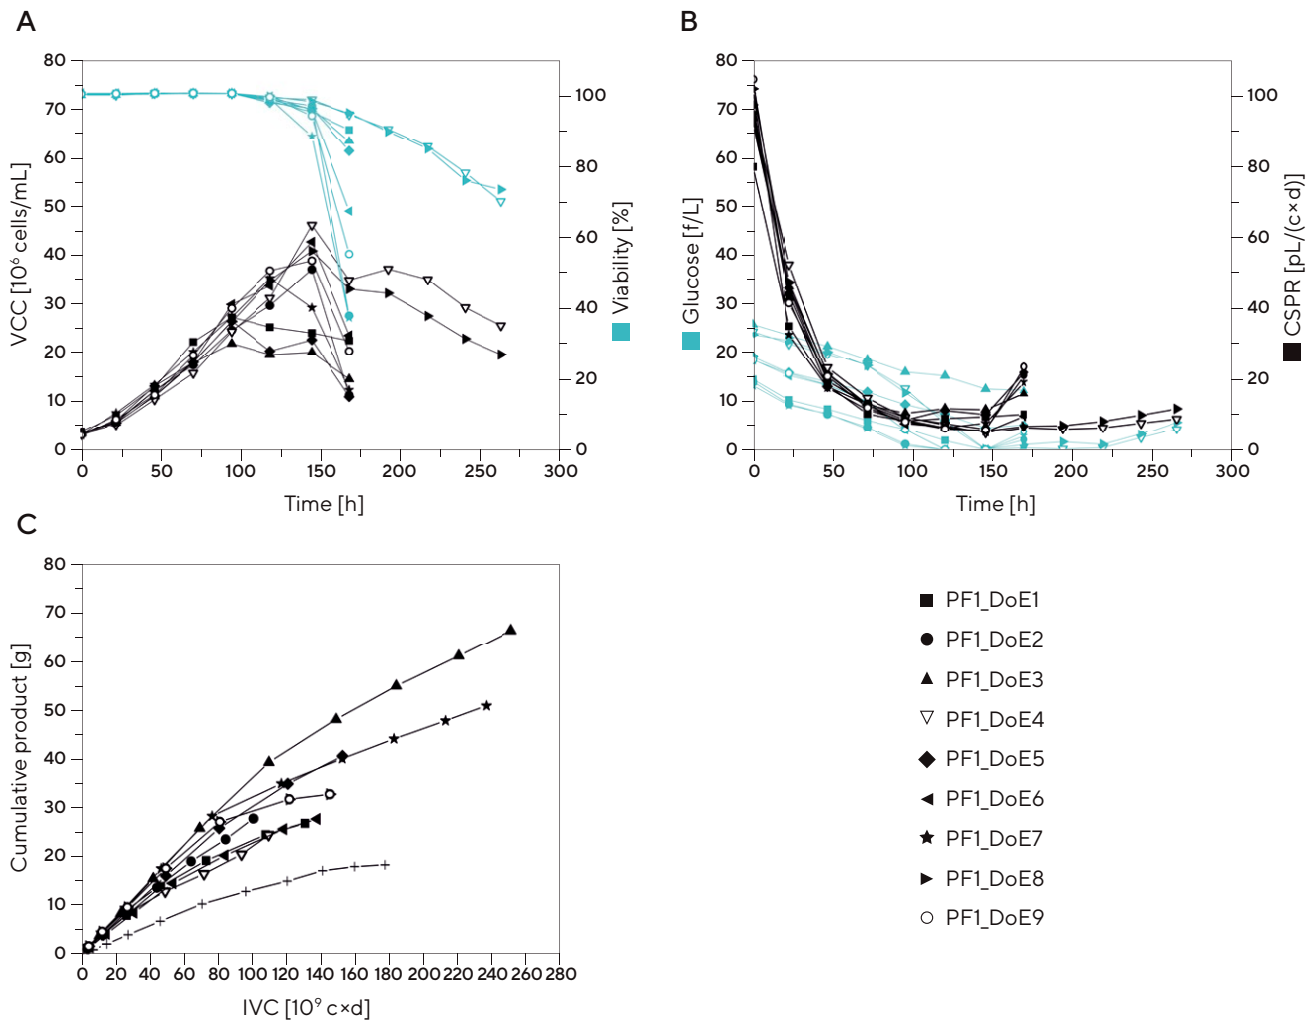 A
80
70
60
50
40
30
20
10
0
VCC [10⁶ cells/mL]
100
80
60
40
20
0
Viability [%]
0 50 100 150 200 250 300
Time [h]
B
80
70
60
50
40
30
20
10
0
Glucose [f/L]
100
80
60
40
20
0
CSPR [pL/(c×d)]
0 50 100 150 200 250 300
Time [h]
C
80
70
60
50
40
30
20
10
0
Cumulative product [g]
0 20 40 60 80 100 120 140 160 180 200 220 240 260 280
IVC [10⁹ c×d]
PF1_DoE1
PF1_DoE2
PF1_DoE3
PF1_DoE4
PF1_DoE5
PF1_DoE6
PF1_DoE7
PF1_DoE8
PF1_DoE9